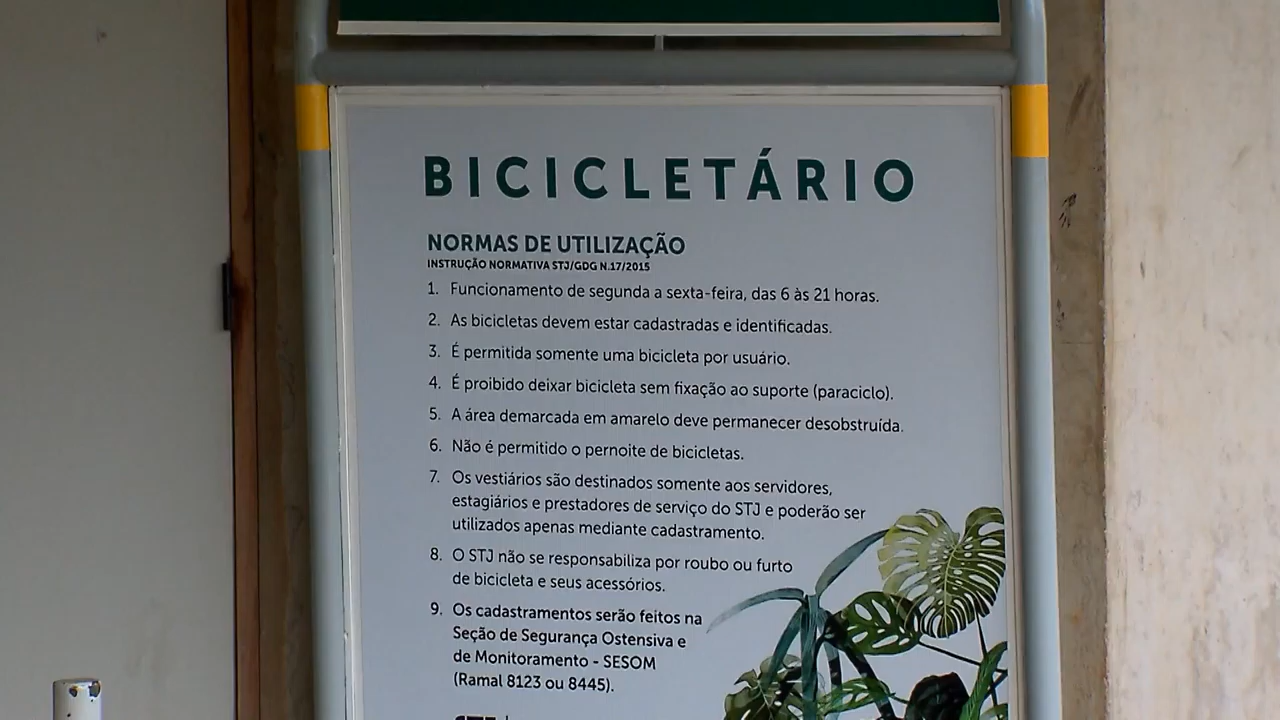 BICICLETÁRIO
NORMAS DE UTILIZAÇÃO
INSTRUÇÃO NORMATIVA STJ/GDG N.17/2015
1. Funcionamento de segunda a sexta-feira, das 6 às 21 horas.
2. As bicicletas devem estar cadastradas e identificadas.
3. É permitida somente uma bicicleta por usuário.
4. É proibido deixar bicicleta sem fixação ao suporte (paraciclo).
5. A área demarcada em amarelo deve permanecer desobstruída.
6. Não é permitido o pernoite de bicicletas.
7. Os vestiários são destinados somente aos servidores,
estagiários e prestadores de serviço do STJ e poderão ser
utilizados apenas mediante cadastramento.
8. O STJ não se responsabiliza por roubo ou furto
de bicicleta e seus acessórios.
9. Os cadastramentos serão feitos na
Seção de Segurança Ostensiva e
de Monitoramento - SESOM
(Ramal 8123 ou 8445).